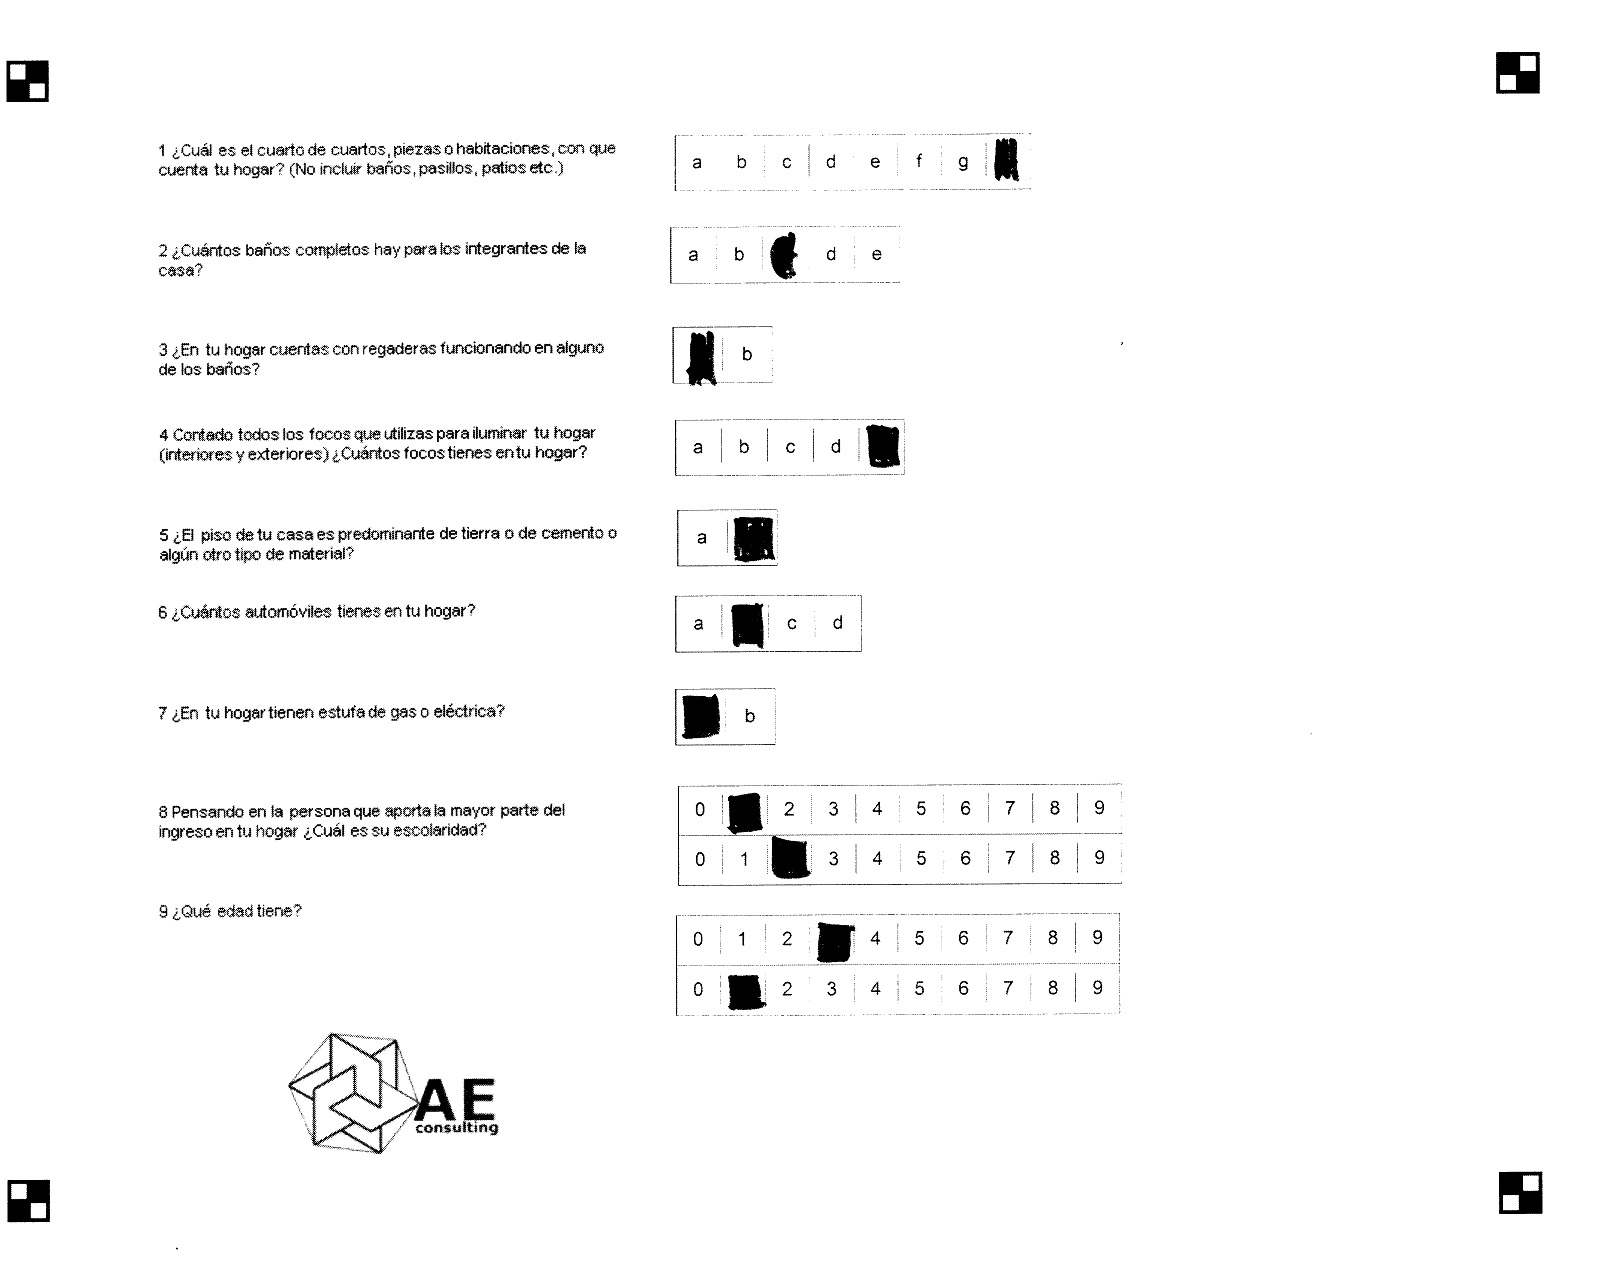 1 ¿Cuál es el cuarto de cuartos, piezas o habitaciones, con que
cuenta tu hogar? (No incluir baños, pasillos, patios etc.)
a b c d e f g
2 ¿Cuántos baños completos hay para los integrantes de la
casa?
a b d e
3 ¿En tu hogar cuentas con regaderas funcionando en alguno
de los baños?
b
4 Contado todos los focos que utilizas para iluminar tu hogar
(interiores y exteriores) ¿Cuántos focos tienes en tu hogar?
a b c d
5 ¿El piso de tu casa es predominante de tierra o de cemento o
algún otro tipo de material?
a
6 ¿Cuántos automóviles tienes en tu hogar?
a c d
7 ¿En tu hogar tienen estufa de gas o eléctrica?
b
8 Pensando en la persona que aporta la mayor parte del
ingreso en tu hogar ¿Cuál es su escolaridad?
0 2 3 4 5 6 7 8 9
0 1 3 4 5 6 7 8 9
9 ¿Qué edad tiene?
0 1 2 4 5 6 7 8 9
0 2 3 4 5 6 7 8 9
AE
consulting